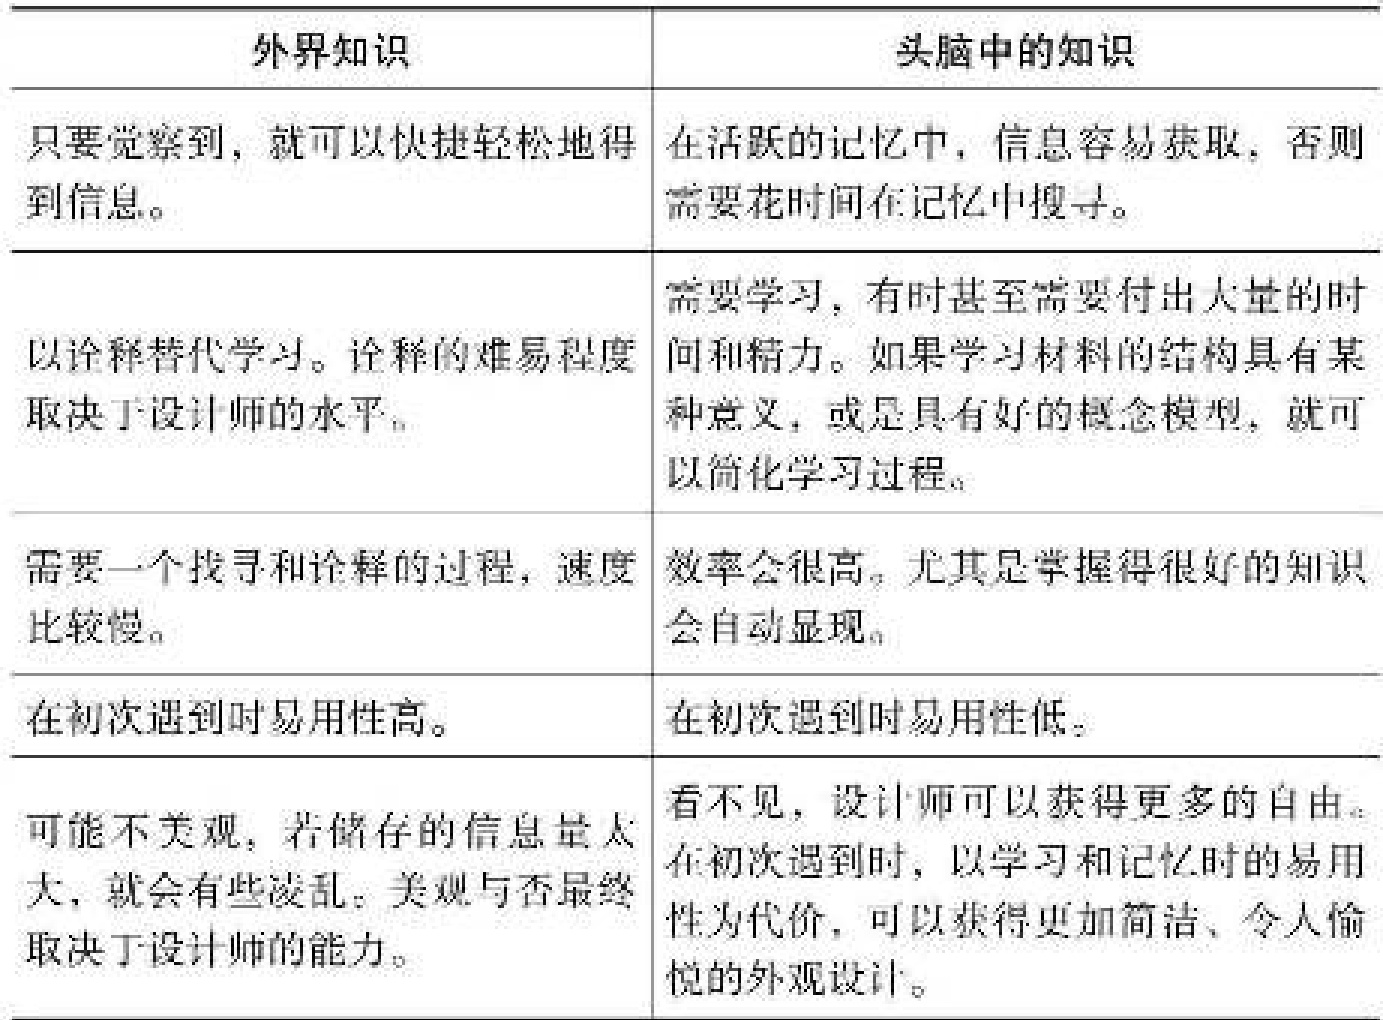 外界知识
头脑中的知识
只要觉察到，就可以快捷轻松地得
到信息。
在活跃的记忆中，信息容易获取，否则
需要花时间在记忆中搜寻。
以诠释替代学习。诠释的难易程度
取决于设计师的水平。
需要学习，有时甚至需要付出大量的时
间和精力。如果学习材料的结构具有某
种意义，或是具有好的概念模型，就可
以简化学习过程。
需要一个找寻和诠释的过程，速度
比较慢。
效率会很高。尤其是掌握得很好的知识
会自动显现。
在初次遇到时易用性高。
在初次遇到时易用性低。
可能不美观，若储存的信息量太
大，就会有些凌乱。美观与否最终
取决于设计师的能力。
看不见，设计师可以获得更多的自由。
在初次遇到时，以学习和记忆时的易用
性为代价，可以获得更加简洁、令人愉
悦的外观设计。